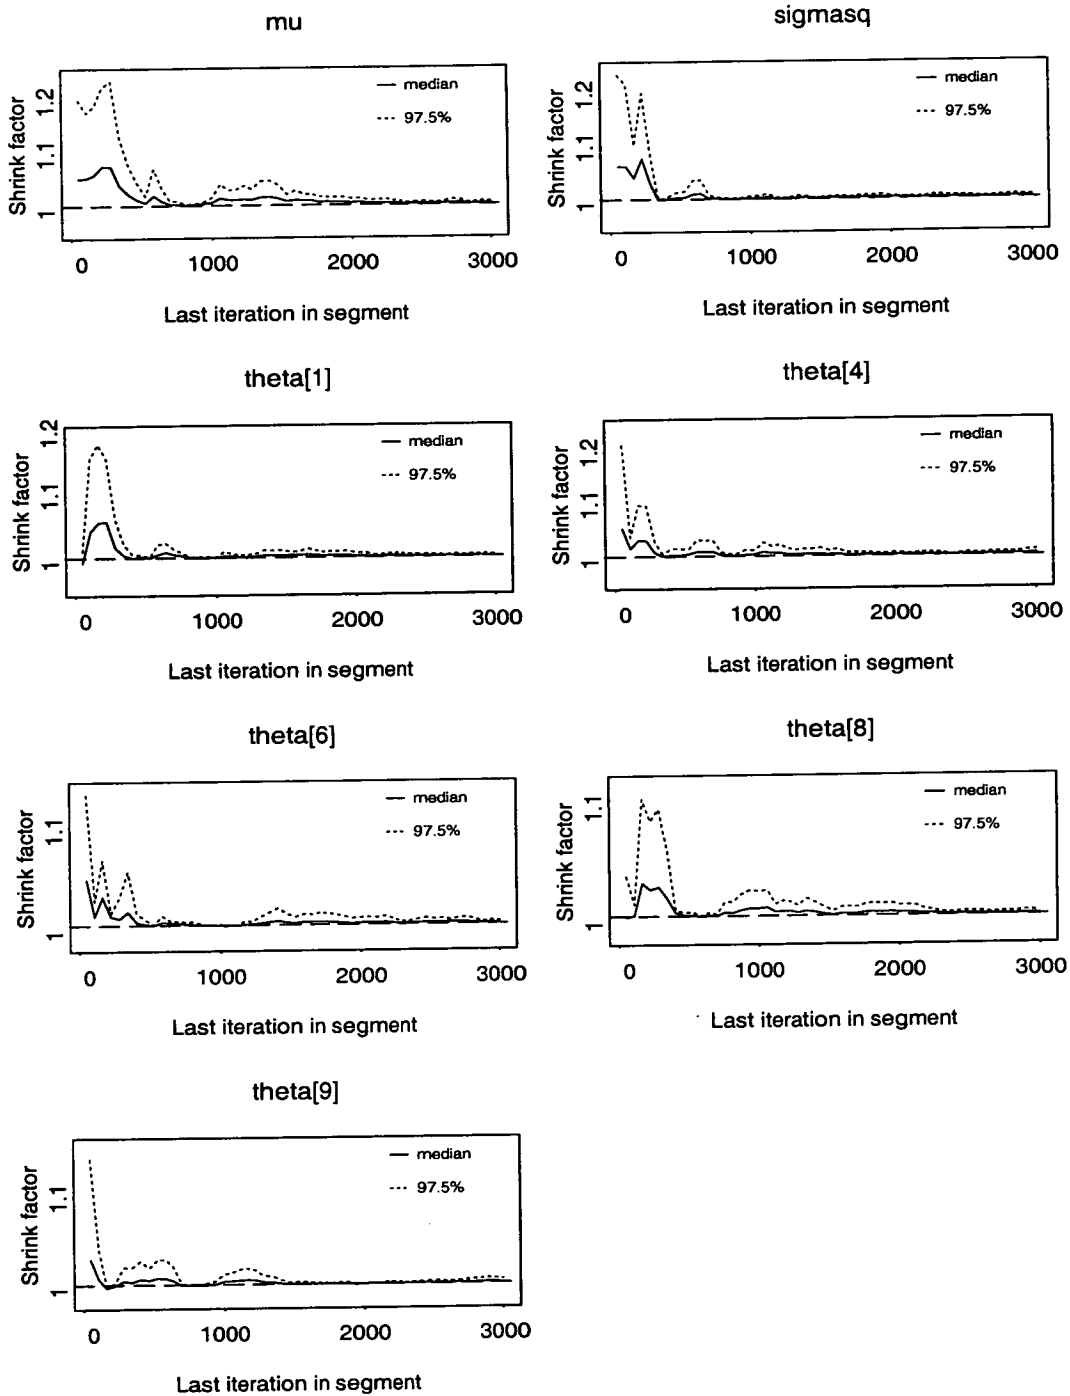 mu
Shrink factor
1 1.1 1.2
median
97.5%
0 1000 2000 3000
Last iteration in segment
sigmasq
Shrink factor
1 1.1 1.2
median
97.5%
0 1000 2000 3000
Last iteration in segment
theta[1]
Shrink factor
1 1.1 1.2
median
97.5%
0 1000 2000 3000
Last iteration in segment
theta[4]
Shrink factor
1 1.1 1.2
median
97.5%
0 1000 2000 3000
Last iteration in segment
theta[6]
Shrink factor
1 1.1
median
97.5%
0 1000 2000 3000
Last iteration in segment
theta[8]
Shrink factor
1 1.1
median
97.5%
0 1000 2000 3000
Last iteration in segment
theta[9]
Shrink factor
1 1.1
median
97.5%
0 1000 2000 3000
Last iteration in segment